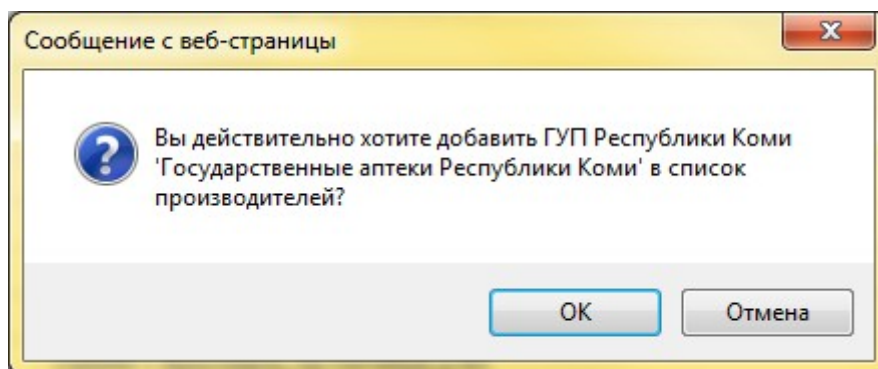 Сообщение с веб-страницы
Вы действительно хотите добавить ГУП Республики Коми
'Государственные аптеки Республики Коми' в список
производителей?
OK
Отмена